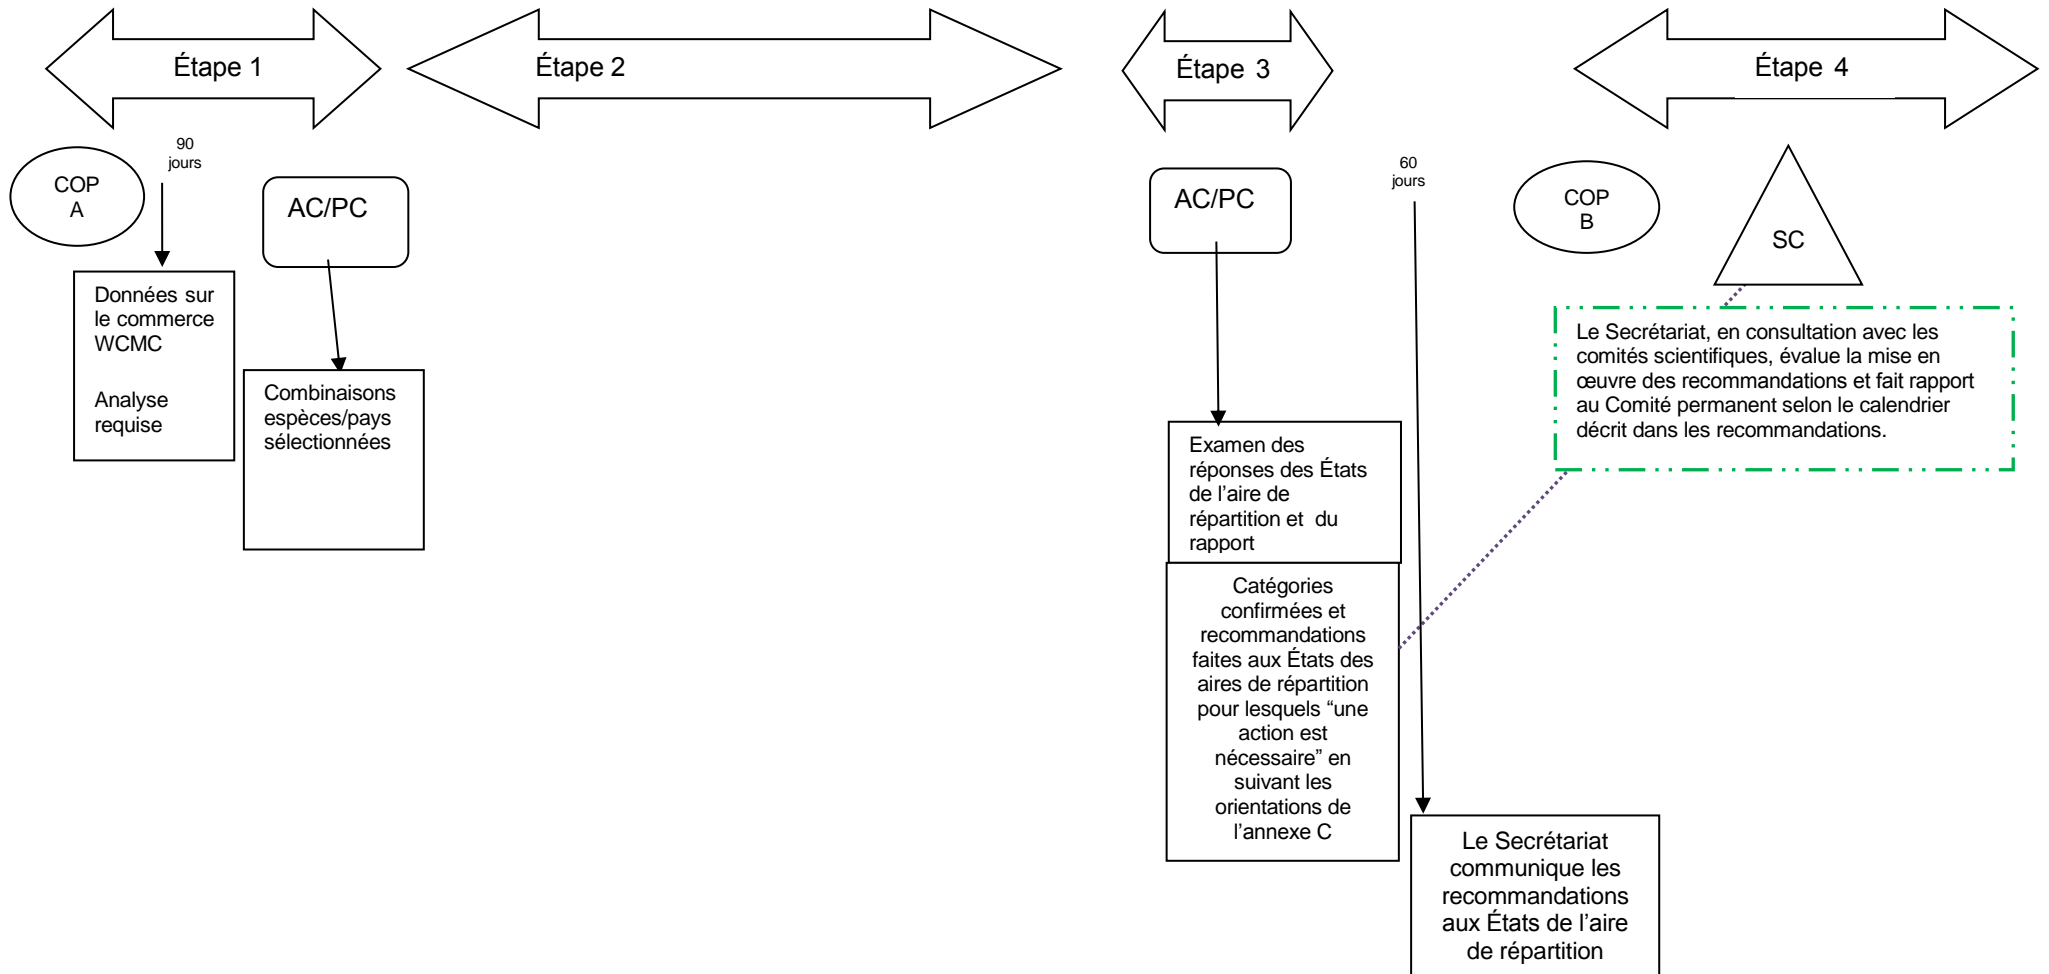 Étape 1
Étape 2
Étape 3
Étape 4
COP
A
90
jours
AC/PC
Données sur
le commerce
WCMC
Analyse
requise
Combinaisons
espèces/pays
sélectionnées
AC/PC
Examen des
réponses des États
de l’aire de
répartition et du
rapport
Catégories
confirmées et
recommandations
faites aux États des
aires de répartition
pour lesquels “une
action est
nécessaire” en
suivant les
orientations de
l’annexe C
60
jours
Le Secrétariat
communique les
recommandations
aux États de l’aire
de répartition
COP
B
SC
Le Secrétariat, en consultation avec les
comités scientifiques, évalue la mise en
œuvre des recommandations et fait rapport
au Comité permanent selon le calendrier
décrit dans les recommandations.